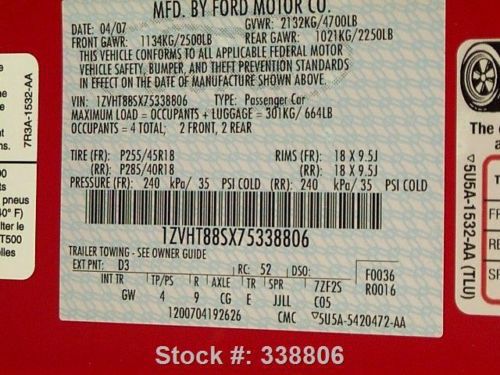 MFD. BY FORD MOTOR CO.
DATE: 04/07 GVWR: 2132KG/4700LB
FRONT GAWR: 1134KG/2500LB REAR GAWR: 1021KG/2250LB
THIS VEHICLE CONFORMS TO ALL APPLICABLE FEDERAL MOTOR
VEHICLE SAFETY, BUMPER, AND THEFT PREVENTION STANDARDS
IN EFFECT ON THE DATE OF MANUFACTURE SHOWN ABOVE.
VIN: 1ZVHT88SX75338806 TYPE: Passenger Car
MAXIMUM LOAD = OCCUPANTS + LUGGAGE = 301KG/ 664LB
OCCUPANTS = 4 TOTAL; 2 FRONT, 2 REAR
TIRE (FR): P255/45R18 RIMS (FR): 18 X 9.5J
(RR): P285/40R18 (RR): 18 X 9.5J
PRESSURE (FR): 240 kPa/ 35 PSI COLD (RR): 240 kPa/ 35 PSI COLD
1ZVHT88SX75338806
TRAILER TOWING - SEE OWNER GUIDE
EXT PNT: D3 RC: 52 DSO: F0036
INT TR TP/PS R AX TR SPR 7ZF2S R0016
GW 4 9 CG E JJLL C05
1200704192626 CMC ▽5U5A-5420472-AA
7R3A-1532-AA
pneus
40° F)
T500
The
▽5U5A-1532-AA (TLU)
Stock #: 338806